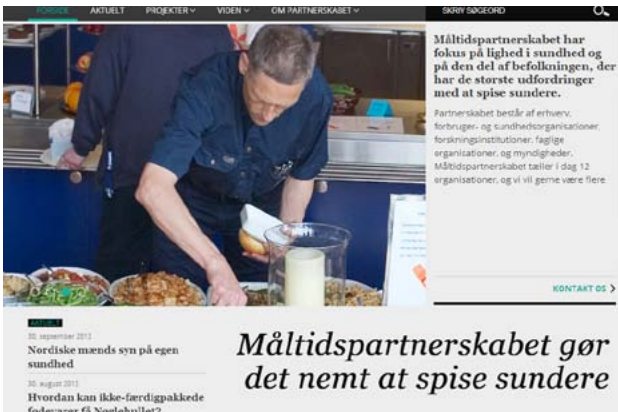 FORSIDE AKTUELT PROJEKTER VIDEN OM PARTNERSKABET SKRIV SØGEORD
Måltidspartnerskabet har
fokus på lighed i sundhed og
på den del af befolkningen, der
har de største udfordringer
med at spise sundere.
Partnerskabet består af erhverv,
forbruger- og sundhedsorganisationer,
forskningsinstitutioner, faglige
organisationer, og myndigheder.
Måltidspartnerskabet tæller i dag 12
organisationer, og vi vil gerne være flere
KONTAKT OS
AKTUELT
30. september 2013
Nordiske mænds syn på egen
sundhed
30. august 2013
Hvordan kan ikke-færdigpakkede
fødevarer få Nøglehullet?
Måltidspartnerskabet gør
det nemt at spise sundere